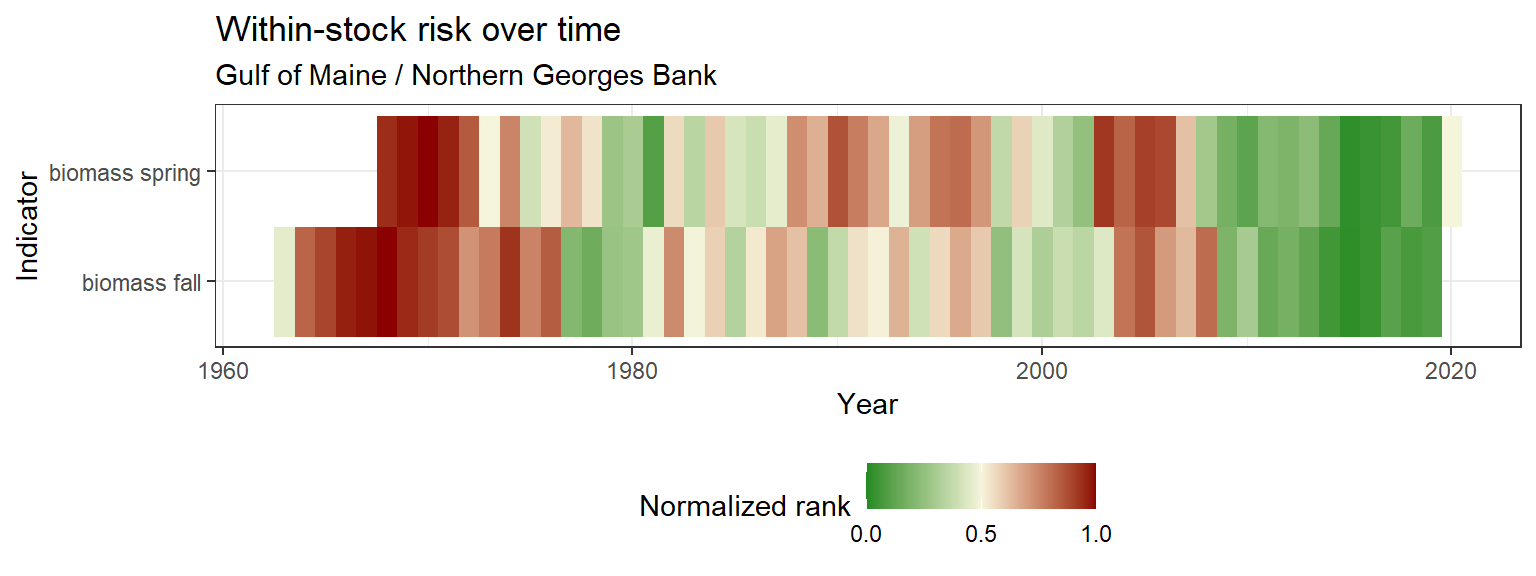 Within-stock risk over time
Gulf of Maine / Northern Georges Bank
Indicator
biomass spring
biomass fall
1960 1980 2000 2020
Year
Normalized rank
0.0 0.5 1.0